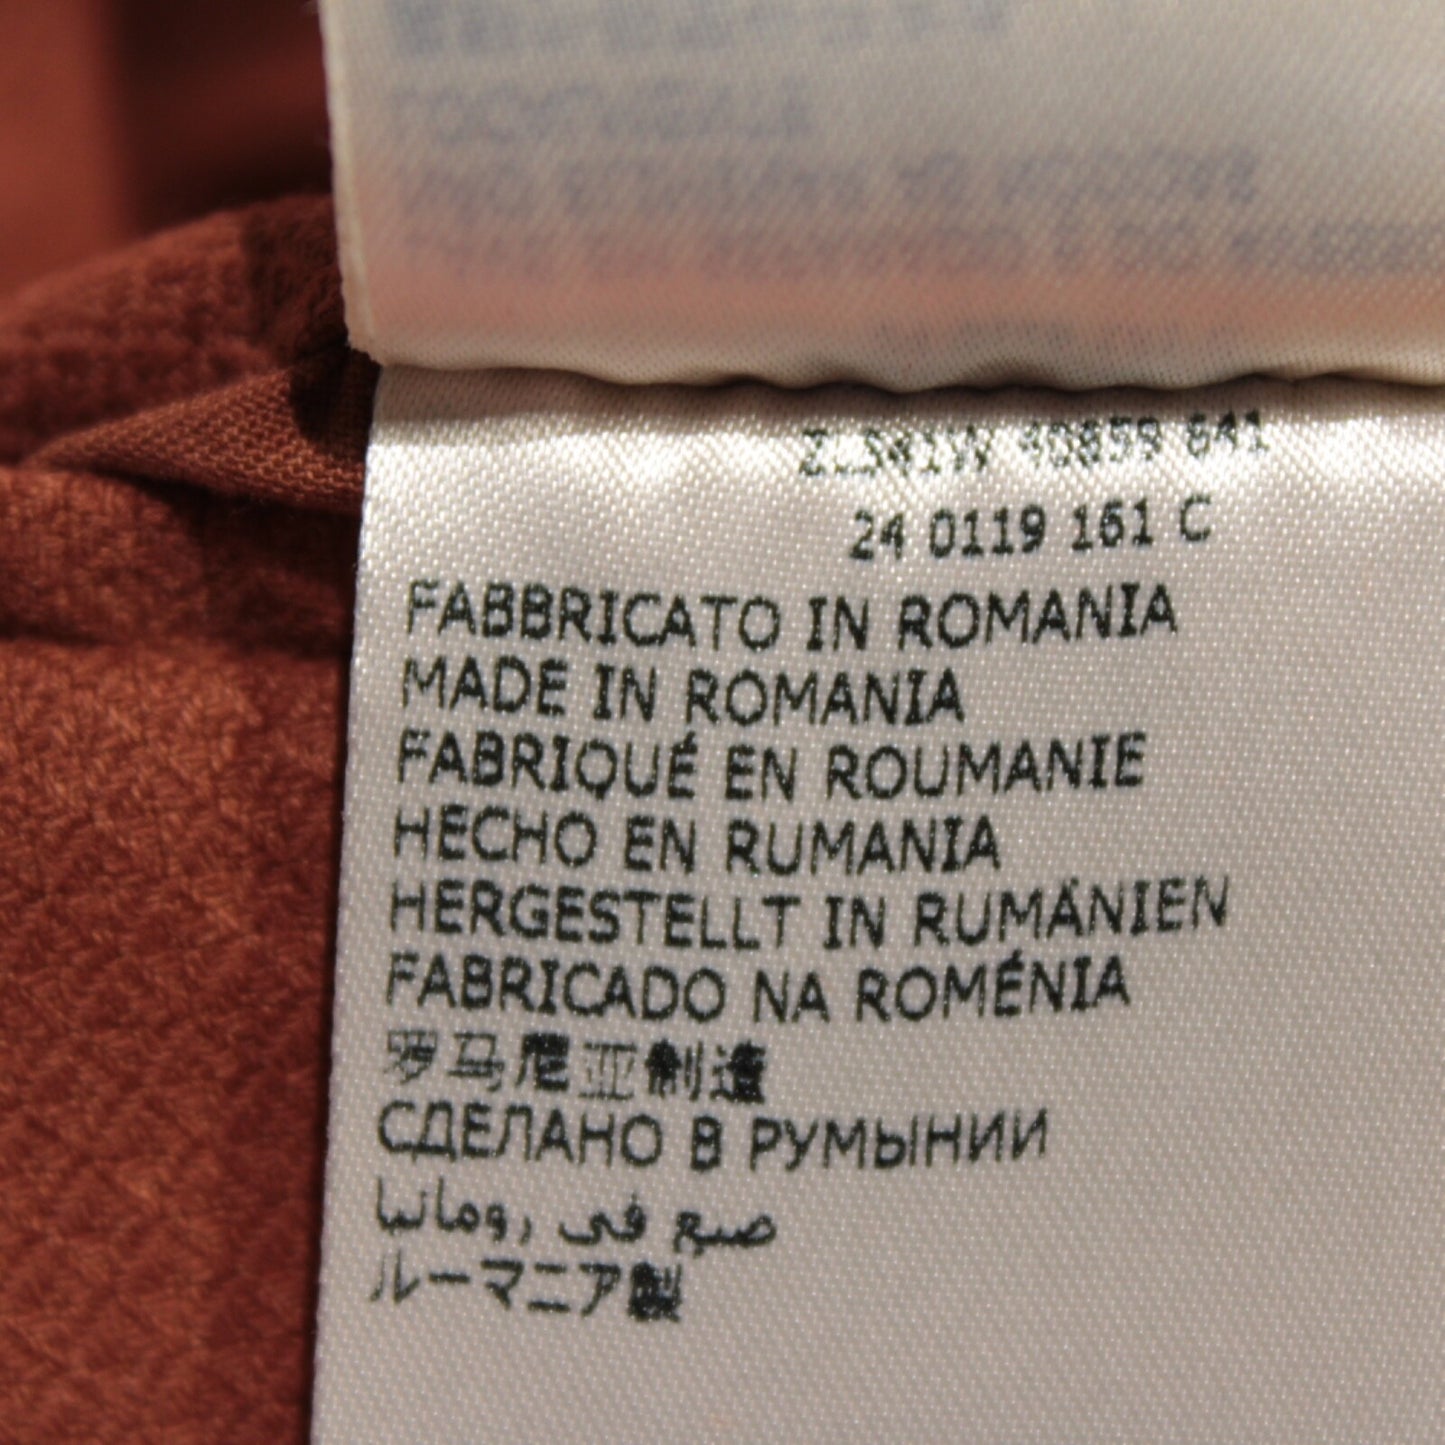 40859 641
24 0119 161 C
FABBRICATO IN ROMANIA
MADE IN ROMANIA
FABRIQUÉ EN ROUMANIE
HECHO EN RUMANIA
HERGESTELLT IN RUMÄNIEN
FABRICADO NA ROMÉNIA
罗马尼亚制造
СДЕЛАНО В РУМЫНИИ
صنع في رومانيا
ルーマニア製